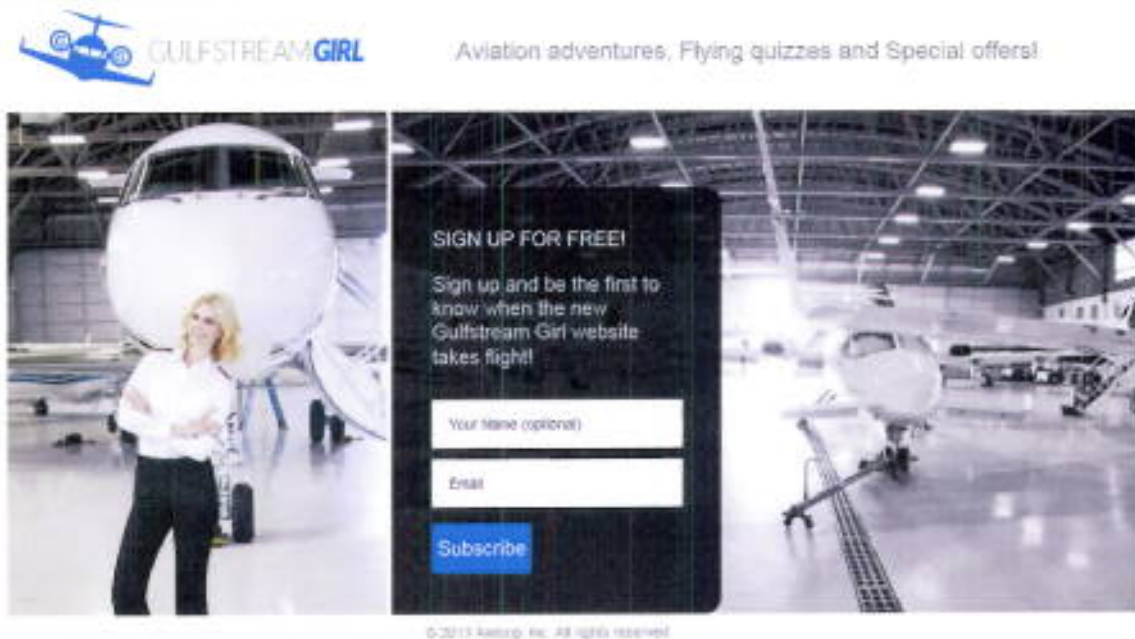 GULFSTREAMGIRL
Aviation adventures, Flying quizzes and Special offers!
SIGN UP FOR FREE!
Sign up and be the first to
know when the new
Gulfstream Girl website
takes flight!
Your Name (optional)
Email
Subscribe
Inc. All rights reserved